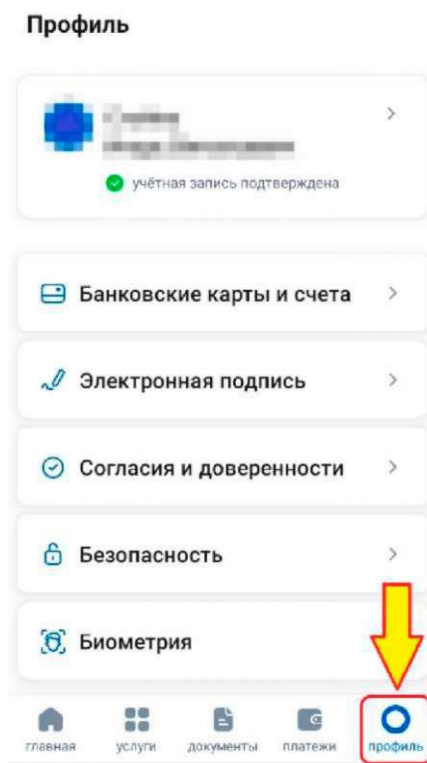 Профиль
учётная запись подтверждена
Банковские карты и счета
Электронная подпись
Согласия и доверенности
Безопасность
Биометрия
главная услуги документы платежи профиль